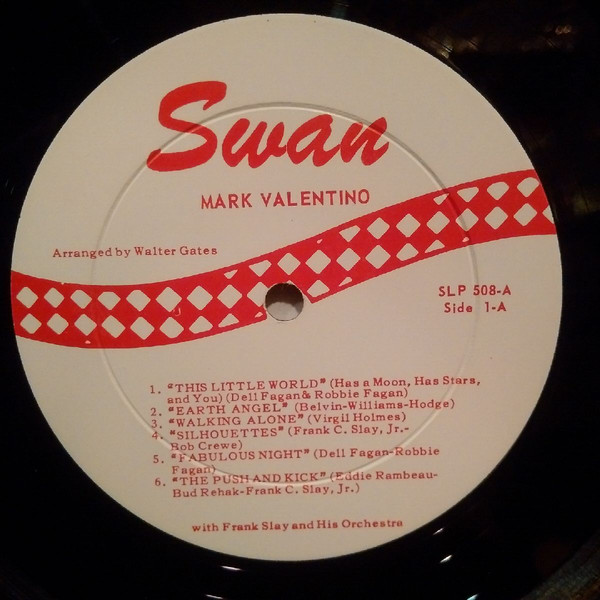 Swan
MARK VALENTINO
Arranged by Walter Gates
SLP 508-A
Side 1-A
1. "THIS LITTLE WORLD" (Has a Moon, Has Stars,
and You) (Dell Fagan & Robbie Fagan)
2. "EARTH ANGEL" (Belvin-Williams-Hodge)
3. "WALKING ALONE" (Virgil Holmes)
4. "SILHOUETTES" (Frank C. Slay, Jr.-
Bob Crewe)
5. "FABULOUS NIGHT" (Dell Fagan-Robbie
Fagan)
6. "THE PUSH AND KICK" (Eddie Rambeau-
Bud Rehak-Frank C. Slay, Jr.)
with Frank Slay and His Orchestra